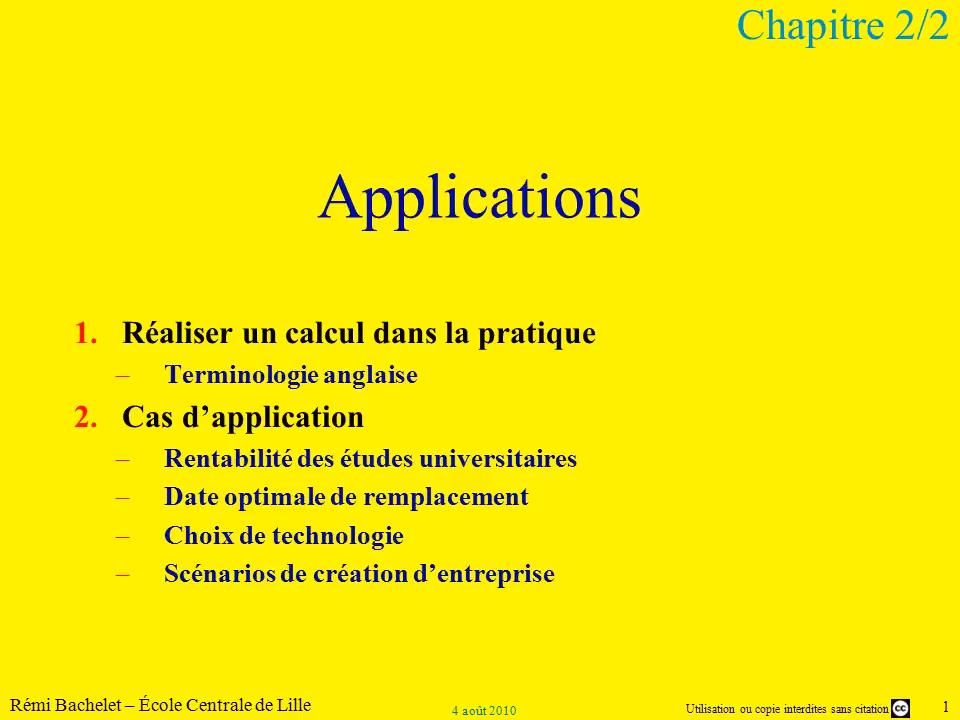 Chapitre 2/2
Applications
1. Réaliser un calcul dans la pratique
– Terminologie anglaise
2. Cas d’application
– Rentabilité des études universitaires
– Date optimale de remplacement
– Choix de technologie
– Scénarios de création d’entreprise
Rémi Bachelet – École Centrale de Lille
4 août 2010
Utilisation ou copie interdites sans citation cc
1